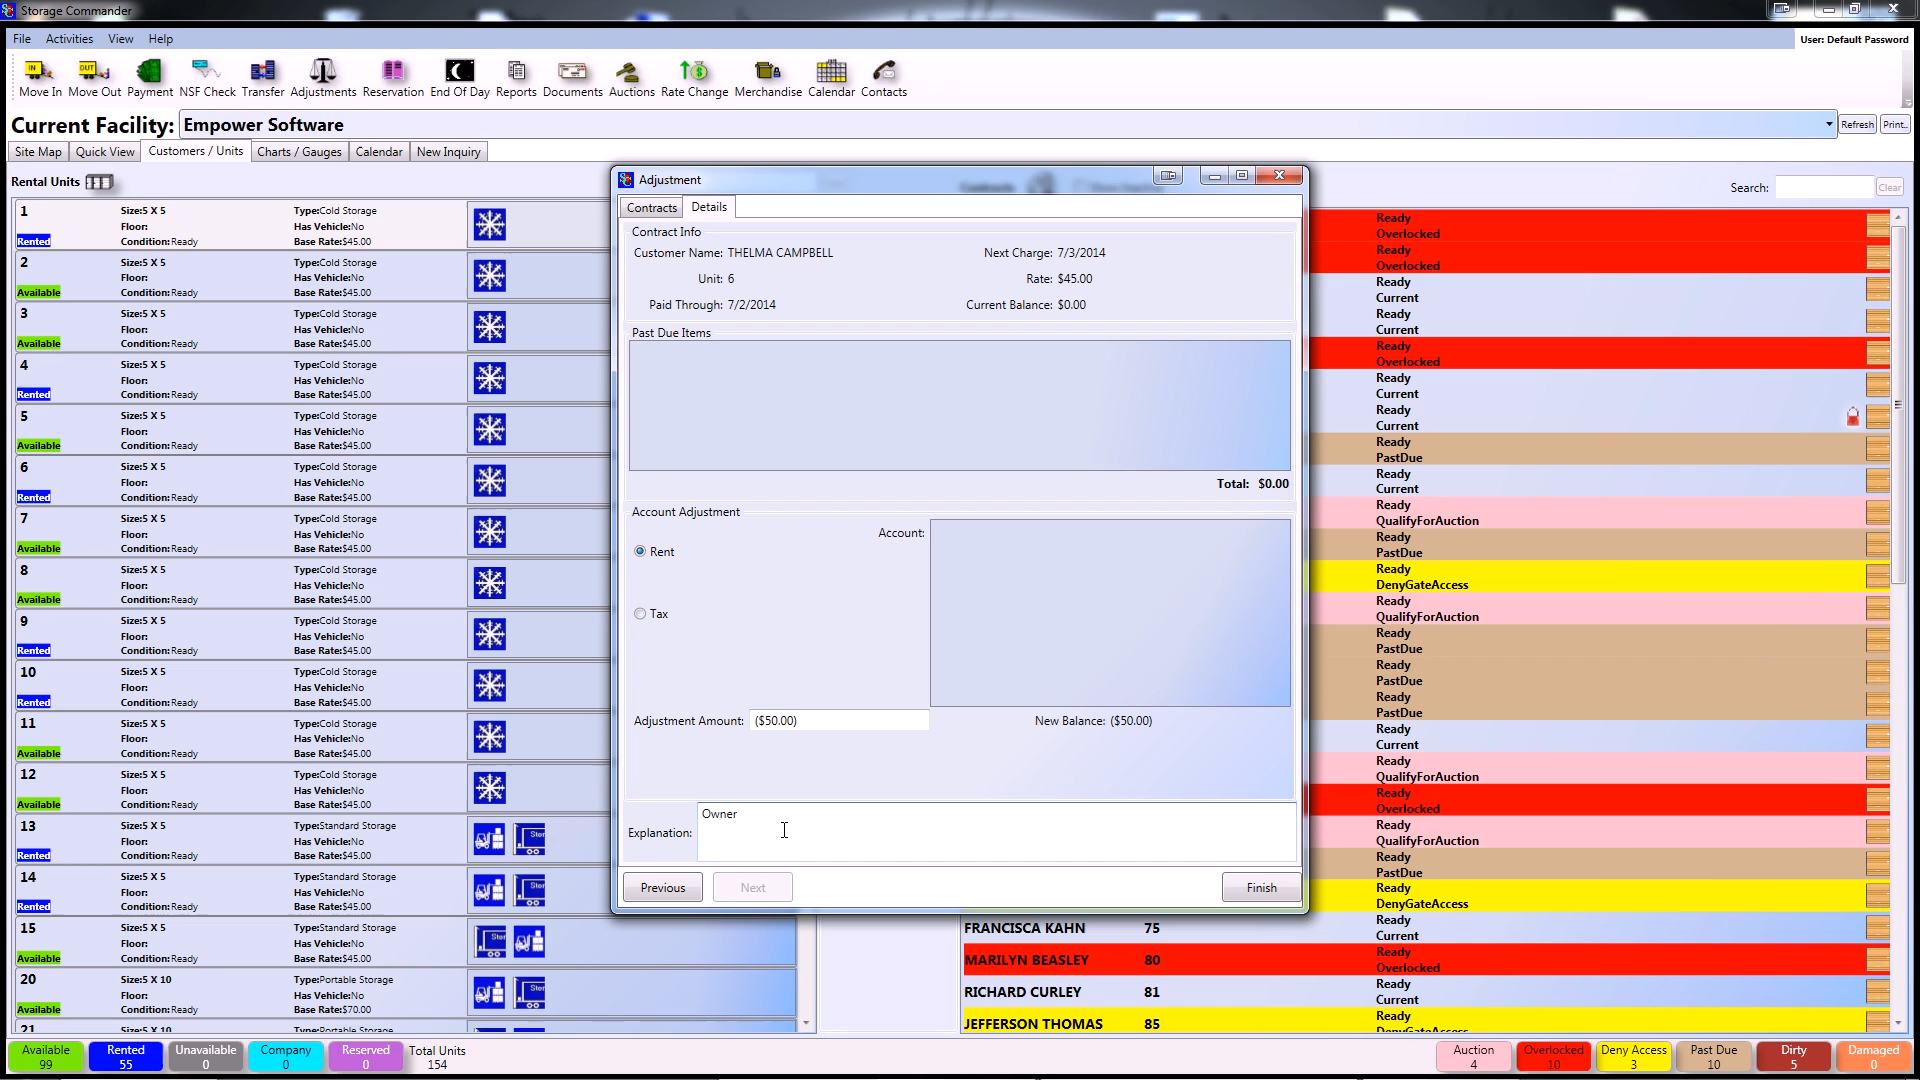 Storage Commander
File Activities View Help
User: Default Password
Move In Move Out Payment NSF Check Transfer Adjustments Reservation End Of Day Reports Documents Auctions Rate Change Merchandise Calendar Contacts
Current Facility: Empower Software
Refresh Print..
Site Map Quick View Customers / Units Charts / Gauges Calendar New Inquiry
Rental Units
Search: Clear
1 Size:5 X 5 Type:Cold Storage
Floor: Has Vehicle:No
Rented Condition:Ready Base Rate:$45.00
2 Size:5 X 5 Type:Cold Storage
Floor: Has Vehicle:No
Available Condition:Ready Base Rate:$45.00
3 Size:5 X 5 Type:Cold Storage
Floor: Has Vehicle:No
Available Condition:Ready Base Rate:$45.00
4 Size:5 X 5 Type:Cold Storage
Floor: Has Vehicle:No
Rented Condition:Ready Base Rate:$45.00
5 Size:5 X 5 Type:Cold Storage
Floor: Has Vehicle:No
Available Condition:Ready Base Rate:$45.00
6 Size:5 X 5 Type:Cold Storage
Floor: Has Vehicle:No
Rented Condition:Ready Base Rate:$45.00
7 Size:5 X 5 Type:Cold Storage
Floor: Has Vehicle:No
Available Condition:Ready Base Rate:$45.00
8 Size:5 X 5 Type:Cold Storage
Floor: Has Vehicle:No
Available Condition:Ready Base Rate:$45.00
9 Size:5 X 5 Type:Cold Storage
Floor: Has Vehicle:No
Rented Condition:Ready Base Rate:$45.00
10 Size:5 X 5 Type:Cold Storage
Floor: Has Vehicle:No
Rented Condition:Ready Base Rate:$45.00
11 Size:5 X 5 Type:Cold Storage
Floor: Has Vehicle:No
Available Condition:Ready Base Rate:$45.00
12 Size:5 X 5 Type:Cold Storage
Floor: Has Vehicle:No
Available Condition:Ready Base Rate:$45.00
13 Size:5 X 5 Type:Standard Storage
Floor: Has Vehicle:No
Rented Condition:Ready Base Rate:$45.00
14 Size:5 X 5 Type:Standard Storage
Floor: Has Vehicle:No
Rented Condition:Ready Base Rate:$45.00
15 Size:5 X 5 Type:Standard Storage
Floor: Has Vehicle:No
Available Condition:Ready Base Rate:$45.00
20 Size:5 X 10 Type:Portable Storage
Floor: Has Vehicle:No
Available Condition:Ready Base Rate:$70.00
21 Size:5 X 10 Type:Portable Storage
Adjustment
Contracts Details
Contract Info
Customer Name: THELMA CAMPBELL Next Charge: 7/3/2014
Unit: 6 Rate: $45.00
Paid Through: 7/2/2014 Current Balance: $0.00
Past Due Items
Total: $0.00
Account Adjustment
Account:
Rent
Tax
Adjustment Amount: ($50.00) New Balance: ($50.00)
Explanation: Owner
Previous Next Finish
Ready
Overlocked
Ready
Overlocked
Ready
Current
Ready
Current
Ready
Overlocked
Ready
Current
Ready
Current
Ready
PastDue
Ready
Current
Ready
QualifyForAuction
Ready
PastDue
Ready
DenyGateAccess
Ready
QualifyForAuction
Ready
PastDue
Ready
PastDue
Ready
PastDue
Ready
Current
Ready
QualifyForAuction
Ready
Overlocked
Ready
QualifyForAuction
Ready
PastDue
Ready
DenyGateAccess
FRANCISCA KAHN 75 Ready
Current
MARILYN BEASLEY 80 Ready
Overlocked
RICHARD CURLEY 81 Ready
Current
JEFFERSON THOMAS 85 Ready
DenyGateAccess
Available Rented Unavailable Company Reserved Total Units Auction Overlocked Deny Access Past Due Dirty Damaged
99 55 0 0 0 154 4 10 3 10 5 0